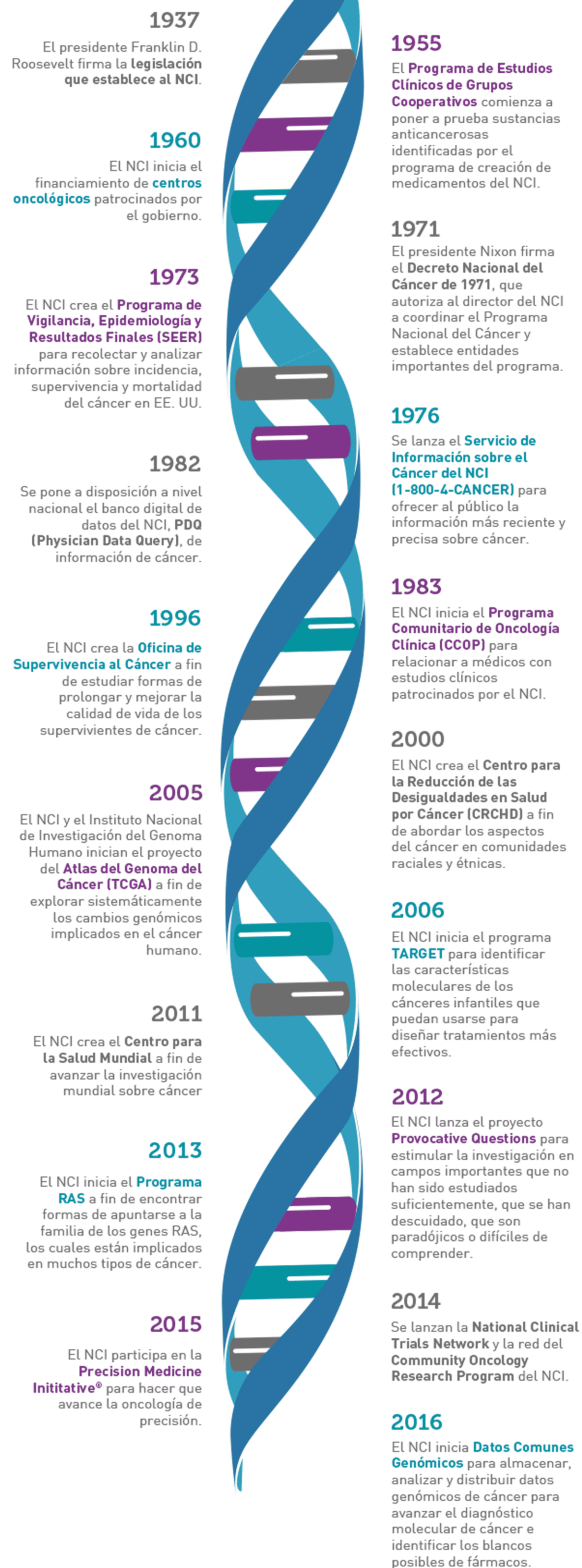 1937
El presidente Franklin D.
Roosevelt firma la legislación
que establece al NCI.
1955
El Programa de Estudios
Clínicos de Grupos
Cooperativos comienza a
poner a prueba sustancias
anticancerosas
identificadas por el
programa de creación de
medicamentos del NCI.
1960
El NCI inicia el
financiamiento de centros
oncológicos patrocinados por
el gobierno.
1971
El presidente Nixon firma
el Decreto Nacional del
Cáncer de 1971, que
autoriza al director del NCI
a coordinar el Programa
Nacional del Cáncer y
establece entidades
importantes del programa.
1973
El NCI crea el Programa de
Vigilancia, Epidemiología y
Resultados Finales (SEER)
para recolectar y analizar
información sobre incidencia,
supervivencia y mortalidad
del cáncer en EE. UU.
1976
Se lanza el Servicio de
Información sobre el
Cáncer del NCI
(1-800-4-CANCER) para
ofrecer al público la
información más reciente y
precisa sobre cáncer.
1982
Se pone a disposición a nivel
nacional el banco digital de
datos del NCI, PDQ
(Physician Data Query), de
información de cáncer.
1983
El NCI inicia el Programa
Comunitario de Oncología
Clínica (CCOP) para
relacionar a médicos con
estudios clínicos
patrocinados por el NCI.
1996
El NCI crea la Oficina de
Supervivencia al Cáncer a fin
de estudiar formas de
prolongar y mejorar la
calidad de vida de los
supervivientes de cáncer.
2000
El NCI crea el Centro para
la Reducción de las
Desigualdades en Salud
por Cáncer (CRCHD) a fin
de abordar los aspectos
del cáncer en comunidades
raciales y étnicas.
2005
El NCI y el Instituto Nacional
de Investigación del Genoma
Humano inician el proyecto
del Atlas del Genoma del
Cáncer (TCGA) a fin de
explorar sistemáticamente
los cambios genómicos
implicados en el cáncer
humano.
2006
El NCI inicia el programa
TARGET para identificar
las características
moleculares de los
cánceres infantiles que
puedan usarse para
diseñar tratamientos más
efectivos.
2011
El NCI crea el Centro para
la Salud Mundial a fin de
avanzar la investigación
mundial sobre cáncer
2012
El NCI lanza el proyecto
Provocative Questions para
estimular la investigación en
campos importantes que no
han sido estudiados
suficientemente, que se han
descuidado, que son
paradójicos o difíciles de
comprender.
2013
El NCI inicia el Programa
RAS a fin de encontrar
formas de apuntarse a la
familia de los genes RAS,
los cuales están implicados
en muchos tipos de cáncer.
2014
Se lanzan la National Clinical
Trials Network y la red del
Community Oncology
Research Program del NCI.
2015
El NCI participa en la
Precision Medicine
Inititative® para hacer que
avance la oncología de
precisión.
2016
El NCI inicia Datos Comunes
Genómicos para almacenar,
analizar y distribuir datos
genómicos de cáncer para
avanzar el diagnóstico
molecular de cáncer e
identificar los blancos
posibles de fármacos.